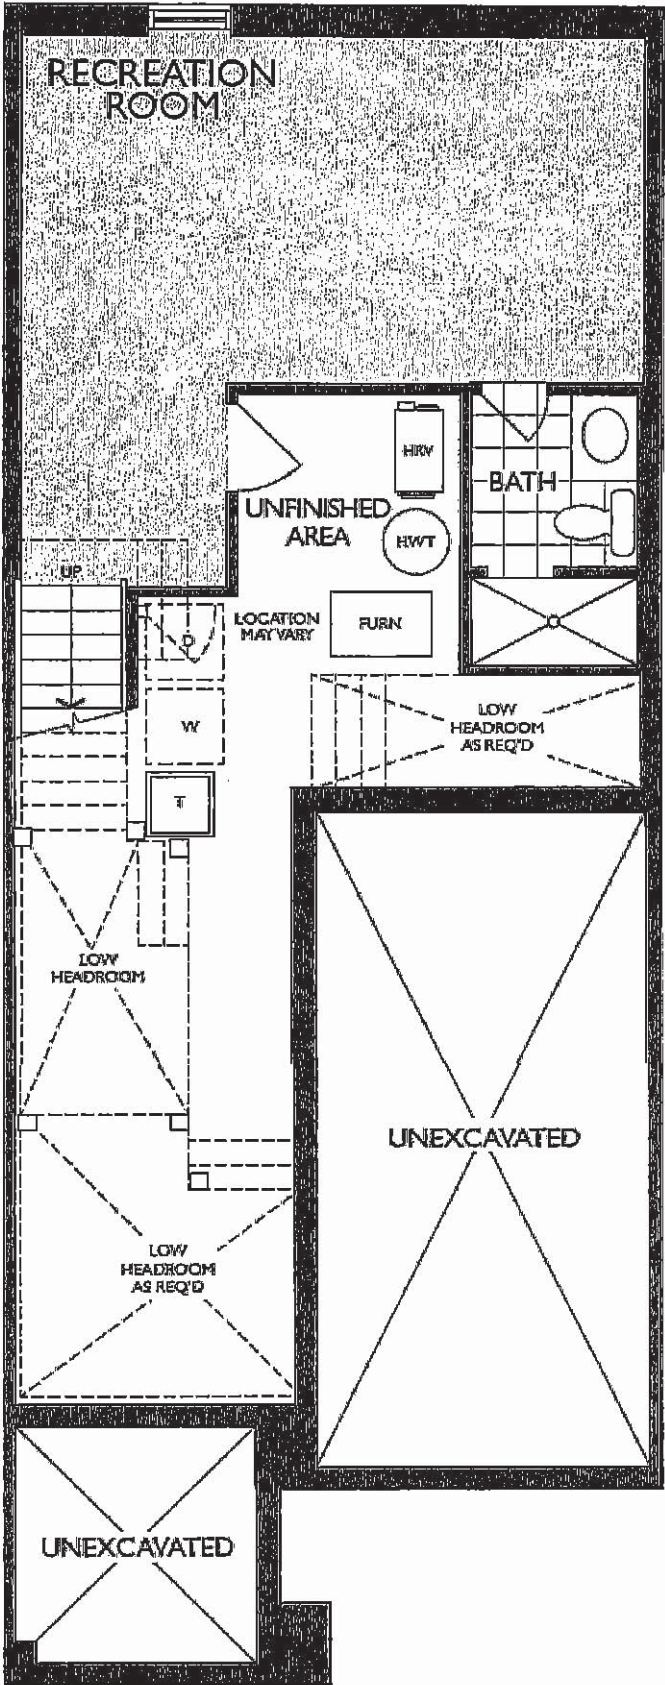 RECREATION
ROOM
HRV
BATH
UNFINISHED
AREA
HWT
UP
LOCATION
MAY VARY
FURN
D
W
LOW
HEADROOM
AS REQ'D
T
LOW
HEADROOM
UNEXCAVATED
LOW
HEADROOM
AS REQ'D
UNEXCAVATED